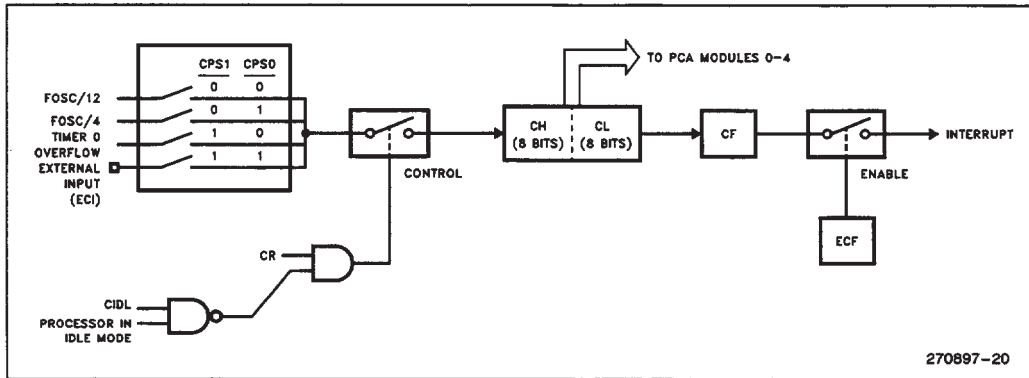 CPS1 CPS0
FOSC/12 0 0
FOSC/4 0 1
TIMER 0
OVERFLOW 1 0
EXTERNAL
INPUT
(ECI) 1 1
CONTROL
TO PCA MODULES 0-4
CH
(8 BITS)
CL
(8 BITS)
CF
ENABLE
INTERRUPT
ECF
CR
CIDL
PROCESSOR IN
IDLE MODE
270897-20